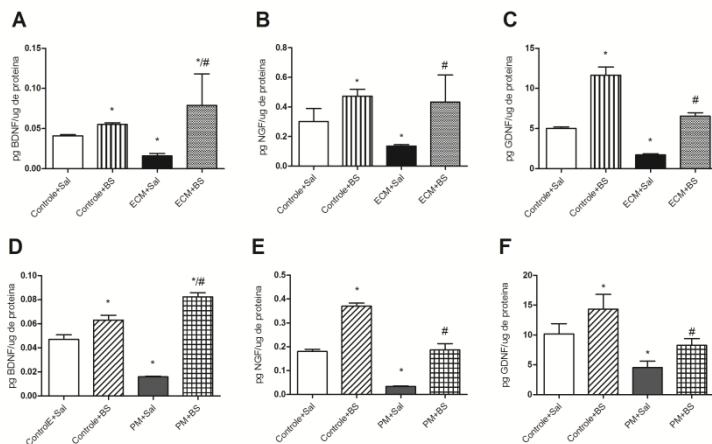 A
pg BDNF/ug de proteina
0.15
0.10
0.05
0.00
*
*
*/#
Controle+Sal
Controle+BS
ECM+Sal
ECM+BS
B
pg NGF/ug de proteina
0.8
0.6
0.4
0.2
0.0
*
*
#
Controle+Sal
Controle+BS
ECM+Sal
ECM+BS
C
pg GDNF/ug de proteina
15
10
5
0
*
*
#
Controle+Sal
Controle+BS
ECM+Sal
ECM+BS
D
pg BDNF/ug de proteina
0.10
0.08
0.06
0.04
0.02
0.00
*
*
*/#
ControlE+Sal
Controle+BS
PM+Sal
PM+BS
E
pg NGF/ug de proteina
0.5
0.4
0.3
0.2
0.1
0.0
*
*
#
Controle+Sal
Controle+BS
PM+Sal
PM+BS
F
pg GDNF/ug de proteina
20
15
10
5
0
*
*
#
Controle+Sal
Controle+BS
PM+Sal
PM+BS